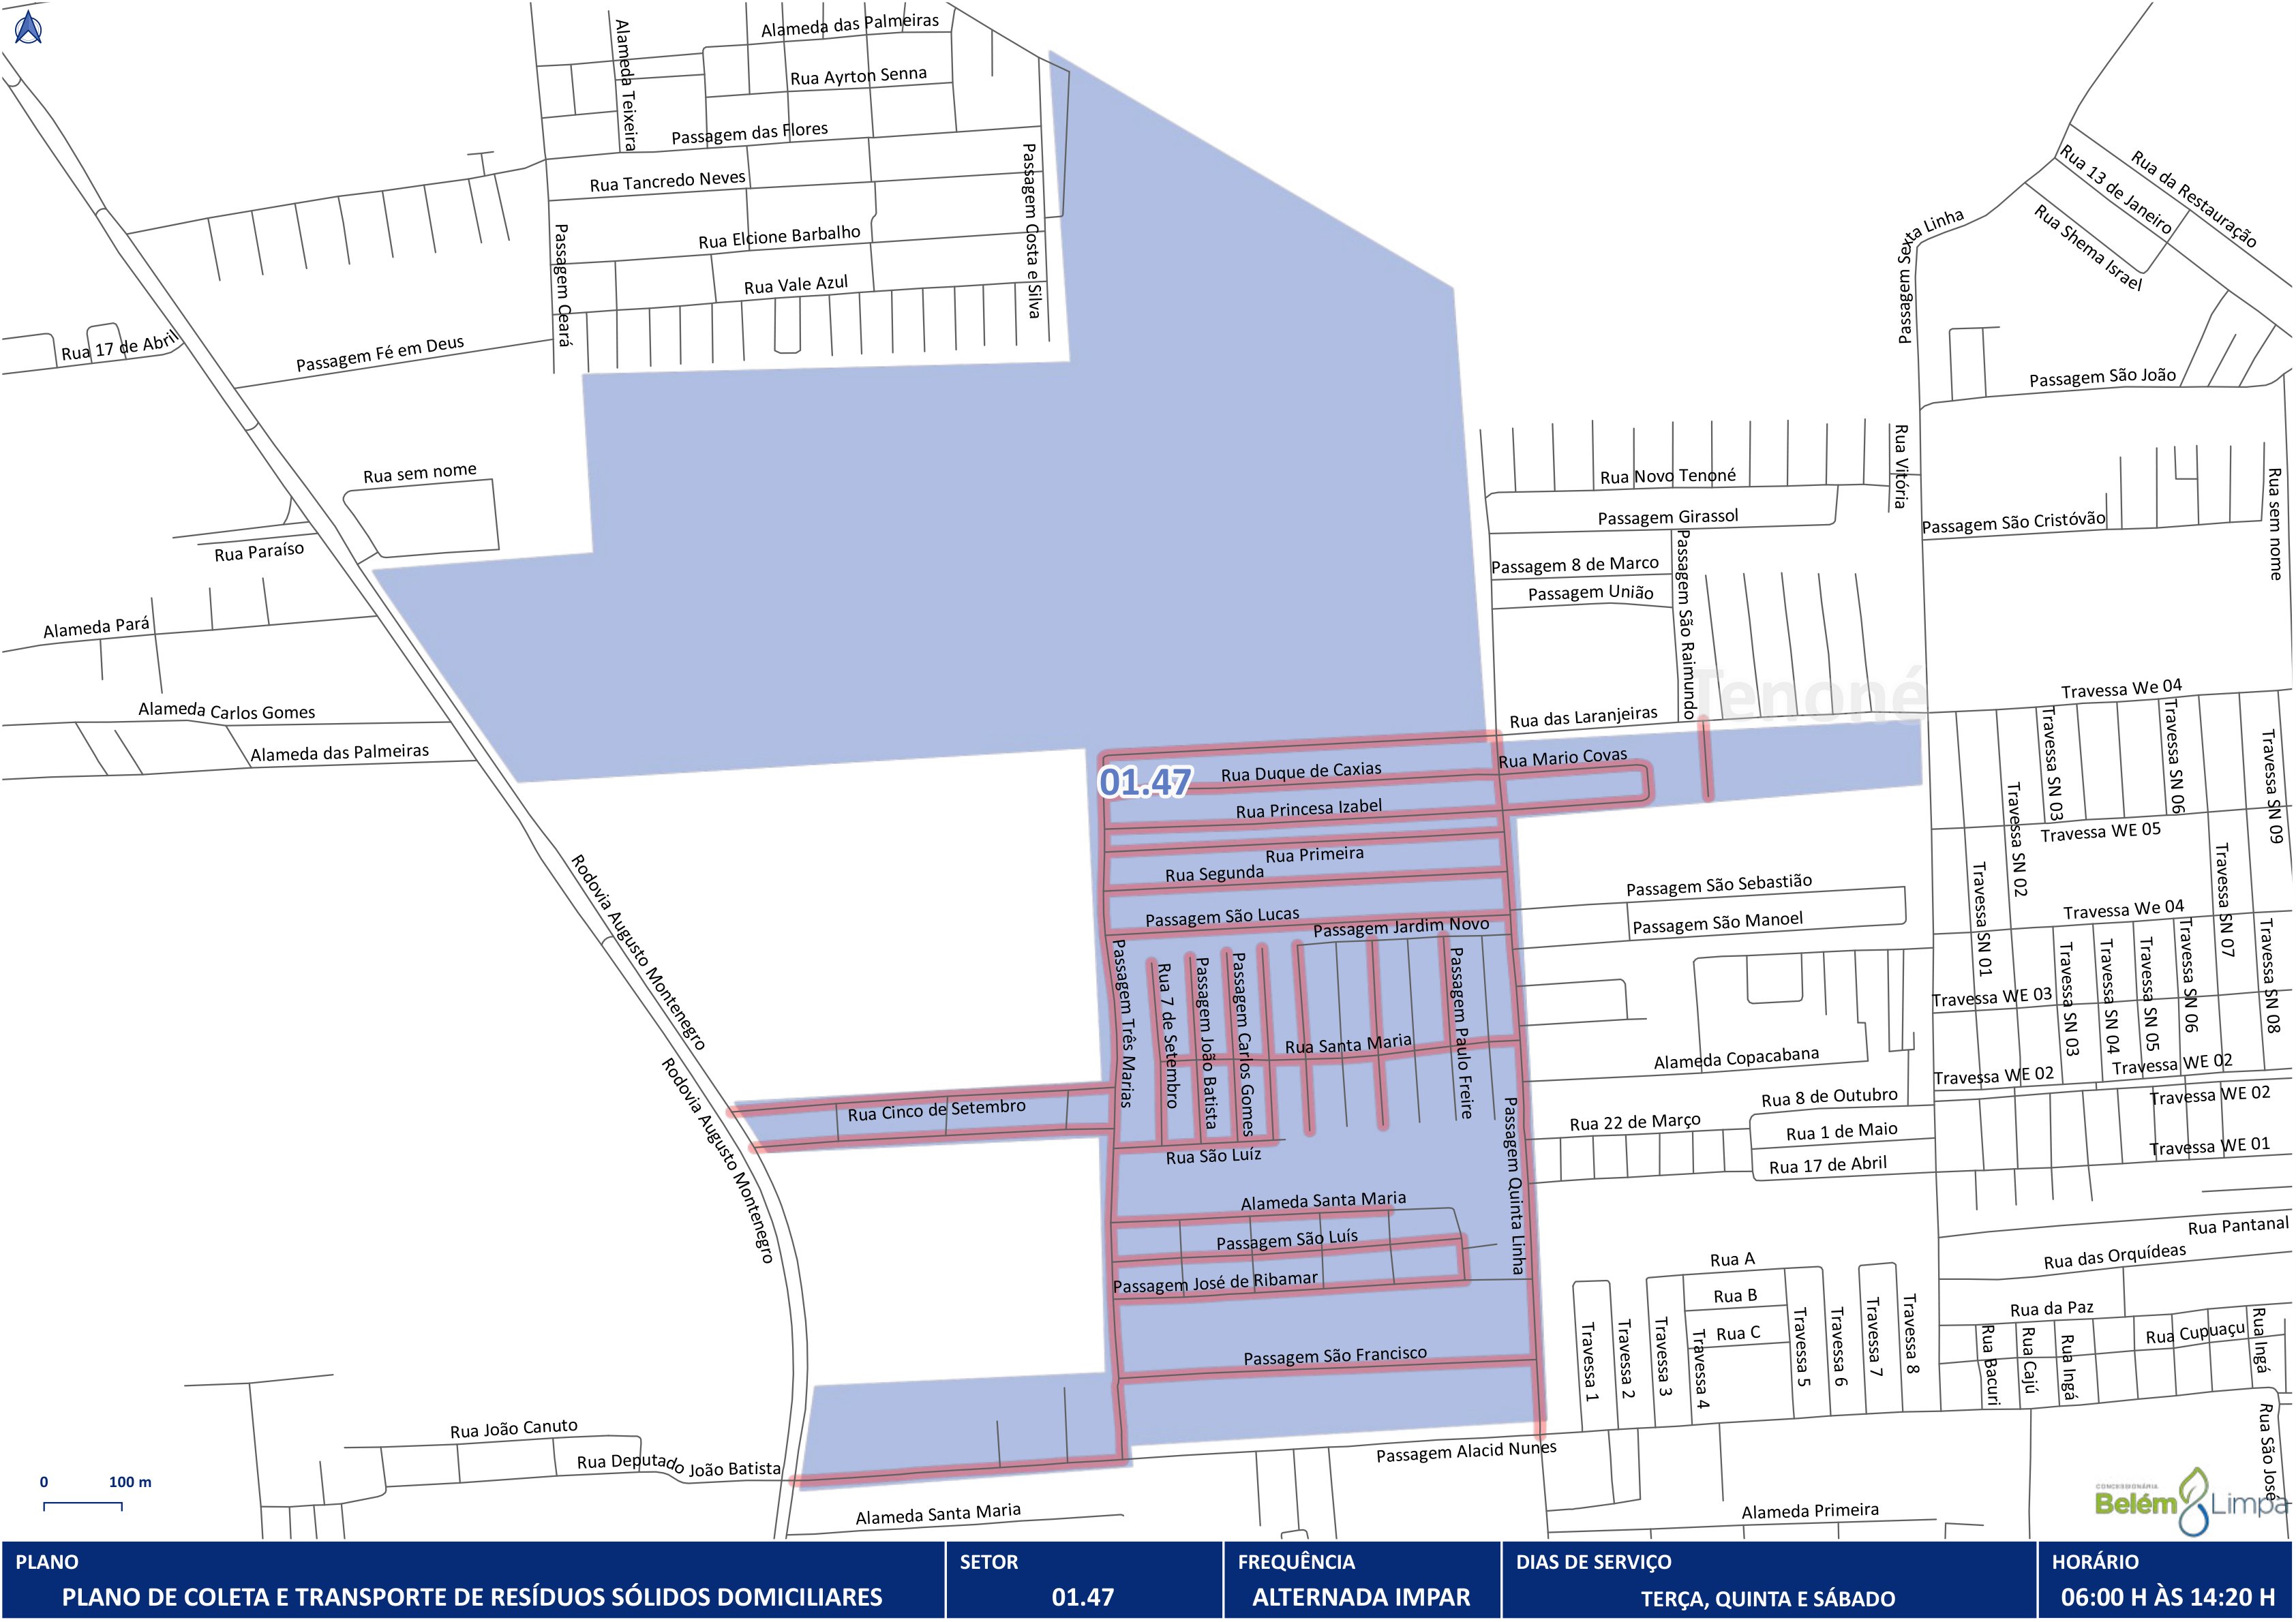 Alameda das Palmeiras
Alameda Teixeira
Rua Ayrton Senna
Passagem das Flores
Rua Tancredo Neves
Passagem Costa e Silva
Passagem Ceará
Rua Elcione Barbalho
Rua Vale Azul
Rua 17 de Abril
Passagem Fé em Deus
Rua sem nome
Rua Paraíso
Alameda Pará
Alameda Carlos Gomes
Alameda das Palmeiras
Rua da Restauração
Rua 13 de Janeiro
Rua Shema Israel
Passagem Sexta Linha
Passagem São João
Rua Vitória
Rua Novo Tenoné
Passagem Girassol
Passagem São Cristóvão
Rua sem nome
Passagem 8 de Marco
Passagem União
Passagem São Raimundo
Tenoné
Rua das Laranjeiras
Travessa We 04
Travessa SN 03
Travessa SN 06
Travessa SN 09
Travessa SN 02
Travessa WE 05
01.47
Rua Duque de Caxias
Rua Mario Covas
Rua Princesa Izabel
Rua Primeira
Rua Segunda
Passagem São Lucas
Passagem Jardim Novo
Passagem São Sebastião
Passagem São Manoel
Travessa SN 01
Travessa We 04
Travessa SN 07
Travessa SN 03
Travessa SN 04
Travessa SN 05
Travessa SN 06
Travessa SN 08
Travessa WE 03
Rodovia Augusto Montenegro
Rodovia Augusto Montenegro
Passagem Três Marias
Rua 7 de Setembro
Passagem João Batista
Passagem Carlos Gomes
Rua Santa Maria
Passagem Paulo Freire
Passagem Quinta Linha
Alameda Copacabana
Travessa WE 02
Travessa WE 02
Travessa WE 02
Rua Cinco de Setembro
Rua 8 de Outubro
Rua 22 de Março
Rua 1 de Maio
Rua 17 de Abril
Travessa WE 01
Rua São Luíz
Alameda Santa Maria
Passagem São Luís
Passagem José de Ribamar
Passagem São Francisco
Rua Pantanal
Rua das Orquídeas
Rua A
Rua B
Rua C
Travessa 1
Travessa 2
Travessa 3
Travessa 4
Travessa 5
Travessa 6
Travessa 7
Travessa 8
Rua da Paz
Rua Cupuaçu
Rua Bacuri
Rua Cajú
Rua Ingá
Rua Ingá
Rua São José
Rua João Canuto
Rua Deputado João Batista
Passagem Alacid Nunes
Alameda Santa Maria
Alameda Primeira
0 100 m
CONCESSIONÁRIA
Belém Limpa
PLANO
PLANO DE COLETA E TRANSPORTE DE RESÍDUOS SÓLIDOS DOMICILIARES
SETOR
01.47
FREQUÊNCIA
ALTERNADA IMPAR
DIAS DE SERVIÇO
TERÇA, QUINTA E SÁBADO
HORÁRIO
06:00 H ÀS 14:20 H